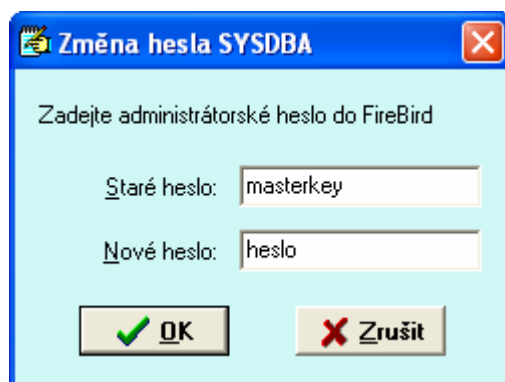 Změna hesla SYSDBA
Zadejte administrátorské heslo do FireBird
Staré heslo: masterkey
Nové heslo: heslo
OK Zrušit